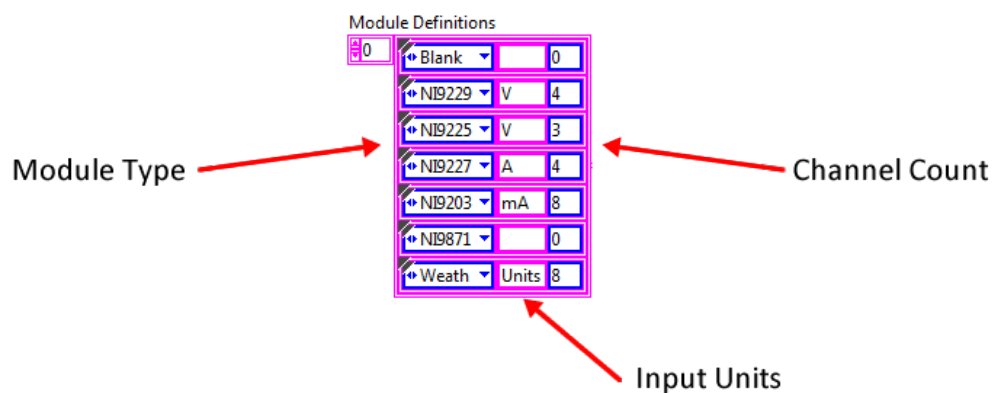 Module Definitions
0
Blank 0
NI9229 V 4
NI9225 V 3
NI9227 A 4
NI9203 mA 8
NI9871 0
Weath Units 8
Module Type
Channel Count
Input Units